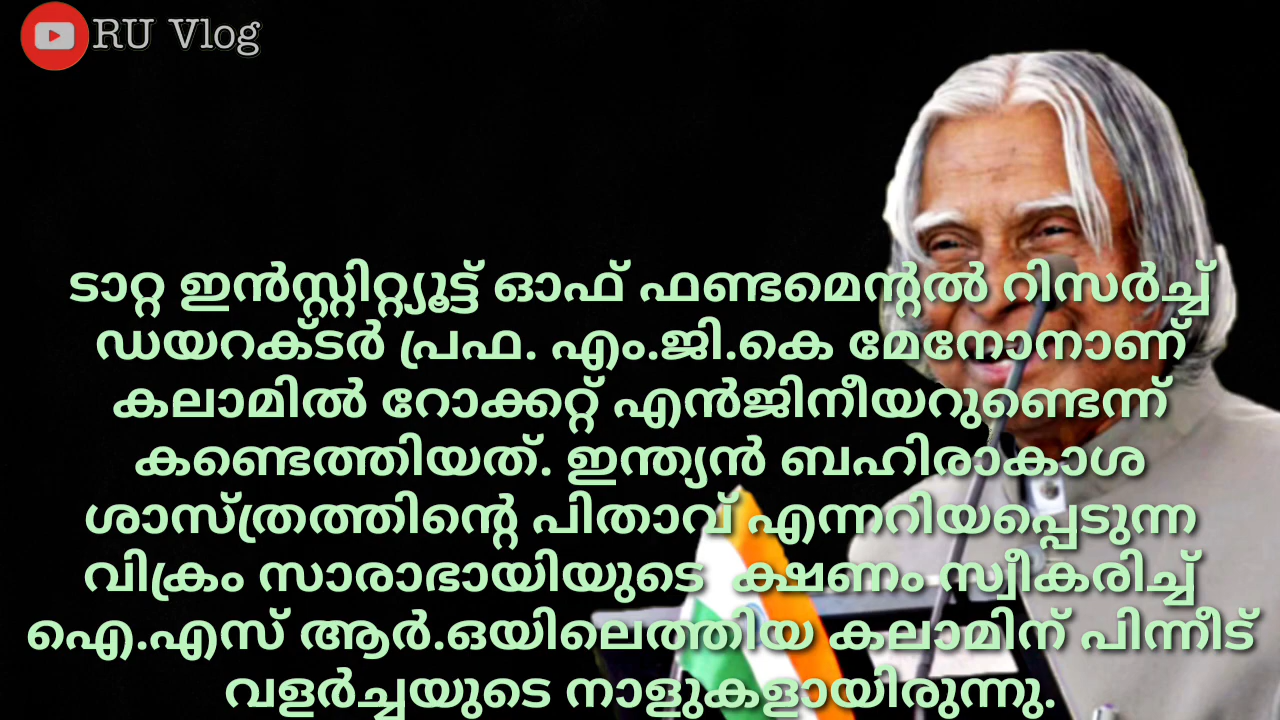 RU Vlog
ടാറ്റ ഇൻസ്റ്റിറ്റ്യൂട്ട് ഓഫ് ഫണ്ടമെന്റൽ റിസർച്ച്
ഡയറക്ടർ പ്രഫ. എം.ജി.കെ മേനോനാണ്
കലാമിൽ റോക്കറ്റ് എൻജിനീയറുണ്ടെന്ന്
കണ്ടെത്തിയത്. ഇന്ത്യൻ ബഹിരാകാശ
ശാസ്ത്രത്തിന്റെ പിതാവ് എന്നറിയപ്പെടുന്ന
വിക്രം സാരാഭായിയുടെ ക്ഷണം സ്വീകരിച്ച്
ഐ.എസ് ആർ.ഒയിലെത്തിയ കലാമിന് പിന്നീട്
വളർച്ചയുടെ നാളുകളായിരുന്നു.